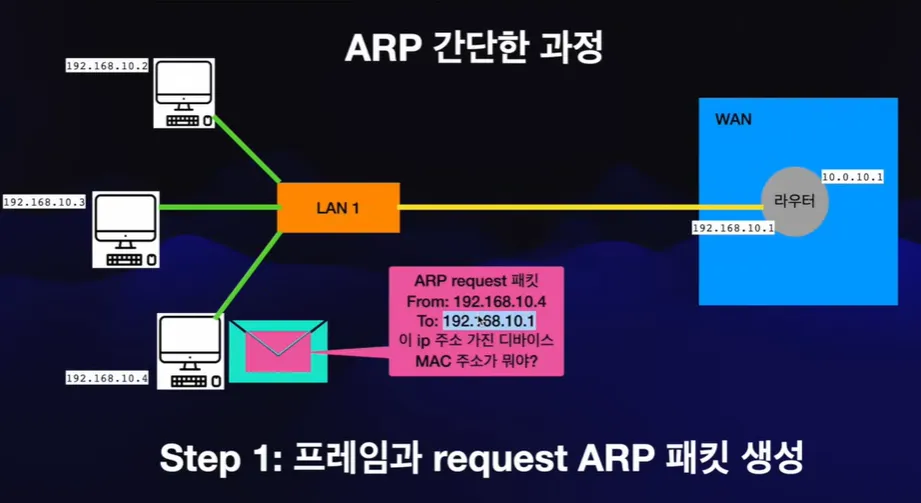 ARP 간단한 과정
192.168.10.2
WAN
10.0.10.1
192.168.10.3
LAN 1
라우터
192.168.10.1
ARP request 패킷
From: 192.168.10.4
To: 192.168.10.1
이 ip 주소 가진 디바이스
MAC 주소가 뭐야?
192.168.10.4
Step 1: 프레임과 request ARP 패킷 생성